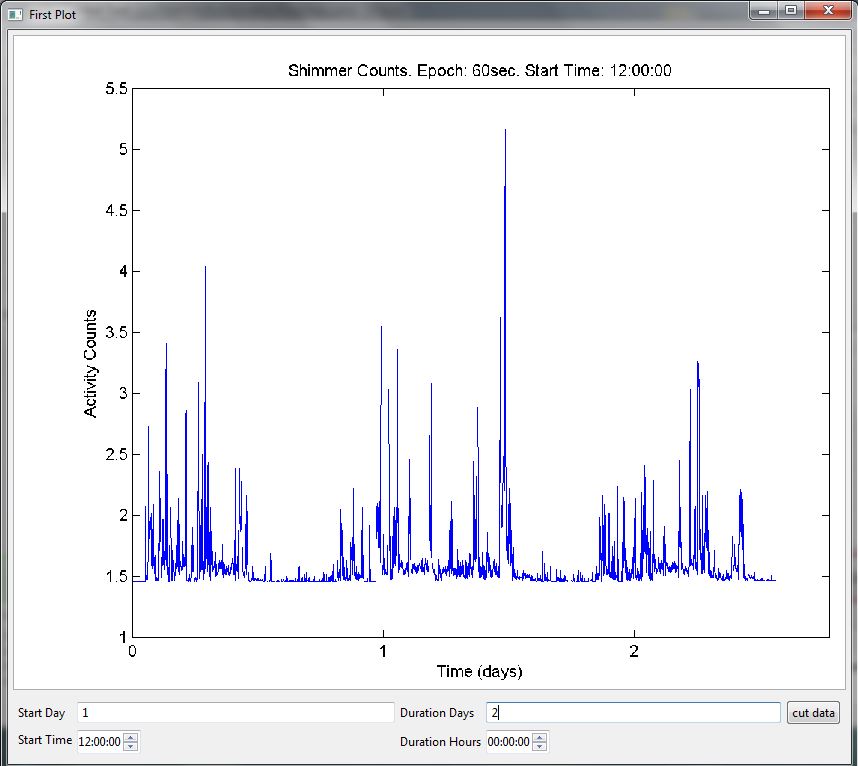 First Plot
Shimmer Counts. Epoch: 60sec. Start Time: 12:00:00
5.5
5
4.5
4
3.5
3
2.5
2
1.5
1
Activity Counts
0 1 2
Time (days)
Start Day 1 Duration Days 2 cut data
Start Time 12:00:00 Duration Hours 00:00:00